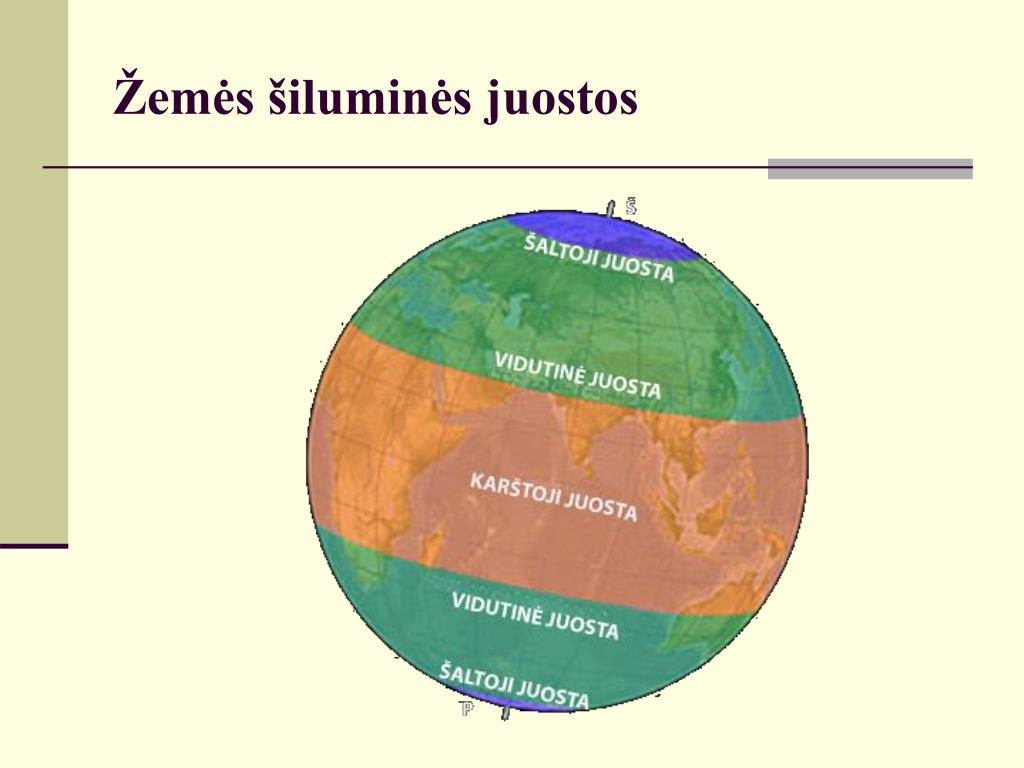 Žemės šiluminės juostos
Š
ŠALTOJI JUOSTA
VIDUTINĖ JUOSTA
KARŠTOJI JUOSTA
VIDUTINĖ JUOSTA
ŠALTOJI JUOSTA
P